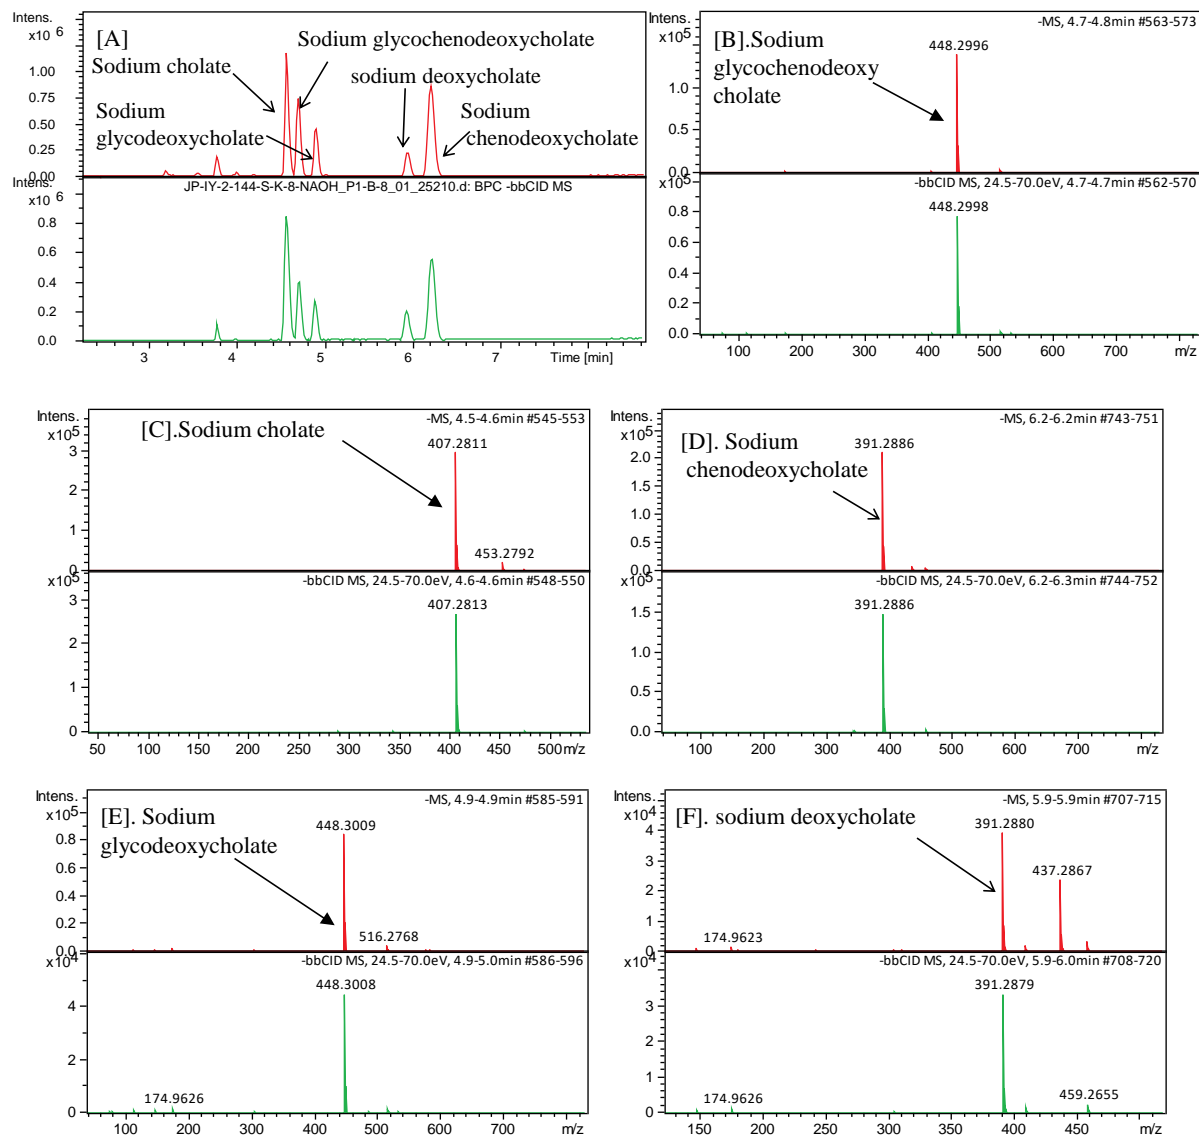 Intens.
x10 6
[A]
Sodium glycochenodeoxycholate
Sodium cholate
sodium deoxycholate
Sodium
glycodeoxycholate
Sodium
chenodeoxycholate
1.00
0.75
0.50
0.25
0.00
Intens.
x10 6
JP-IY-2-144-S-K-8-NAOH_P1-B-8_01_25210.d: BPC -bbCID MS
0.8
0.6
0.4
0.2
0.0
3 4 5 6 7 Time [min]
Intens.
x10 5
-MS, 4.7-4.8min #563-573
[B].Sodium
glycochenodeoxy
cholate
448.2996
1.5
1.0
0.5
0.0
x10 5
-bbCID MS, 24.5-70.0eV, 4.7-4.7min #562-570
448.2998
0.8
0.6
0.4
0.2
0.0
100 200 300 400 500 600 700 m/z
Intens.
x10 5
-MS, 4.5-4.6min #545-553
[C].Sodium cholate
407.2811
453.2792
3
2
1
0
x10 5
-bbCID MS, 24.5-70.0eV, 4.6-4.6min #548-550
407.2813
3
2
1
0
50 100 150 200 250 300 350 400 450 500 m/z
Intens.
x10 5
-MS, 6.2-6.2min #743-751
[D]. Sodium
chenodeoxycholate
391.2886
2.0
1.5
1.0
0.5
0.0
-bbCID MS, 24.5-70.0eV, 6.2-6.3min #744-752
x10 5
391.2886
1.5
1.0
0.5
0.0
100 200 300 400 500 600 700 m/z
Intens.
x10 5
-MS, 4.9-4.9min #585-591
[E]. Sodium
glycodeoxycholate
448.3009
516.2768
0.8
0.6
0.4
0.2
0.0
x10 4
-bbCID MS, 24.5-70.0eV, 4.9-5.0min #586-596
448.3008
174.9626
4
2
0
100 200 300 400 500 600 700 m/z
Intens.
x10 4
-MS, 5.9-5.9min #707-715
[F]. sodium deoxycholate
391.2880
437.2867
174.9623
4
3
2
1
0
x10 4
-bbCID MS, 24.5-70.0eV, 5.9-6.0min #708-720
391.2879
174.9626
459.2655
3
2
1
0
150 200 250 300 350 400 450 m/z